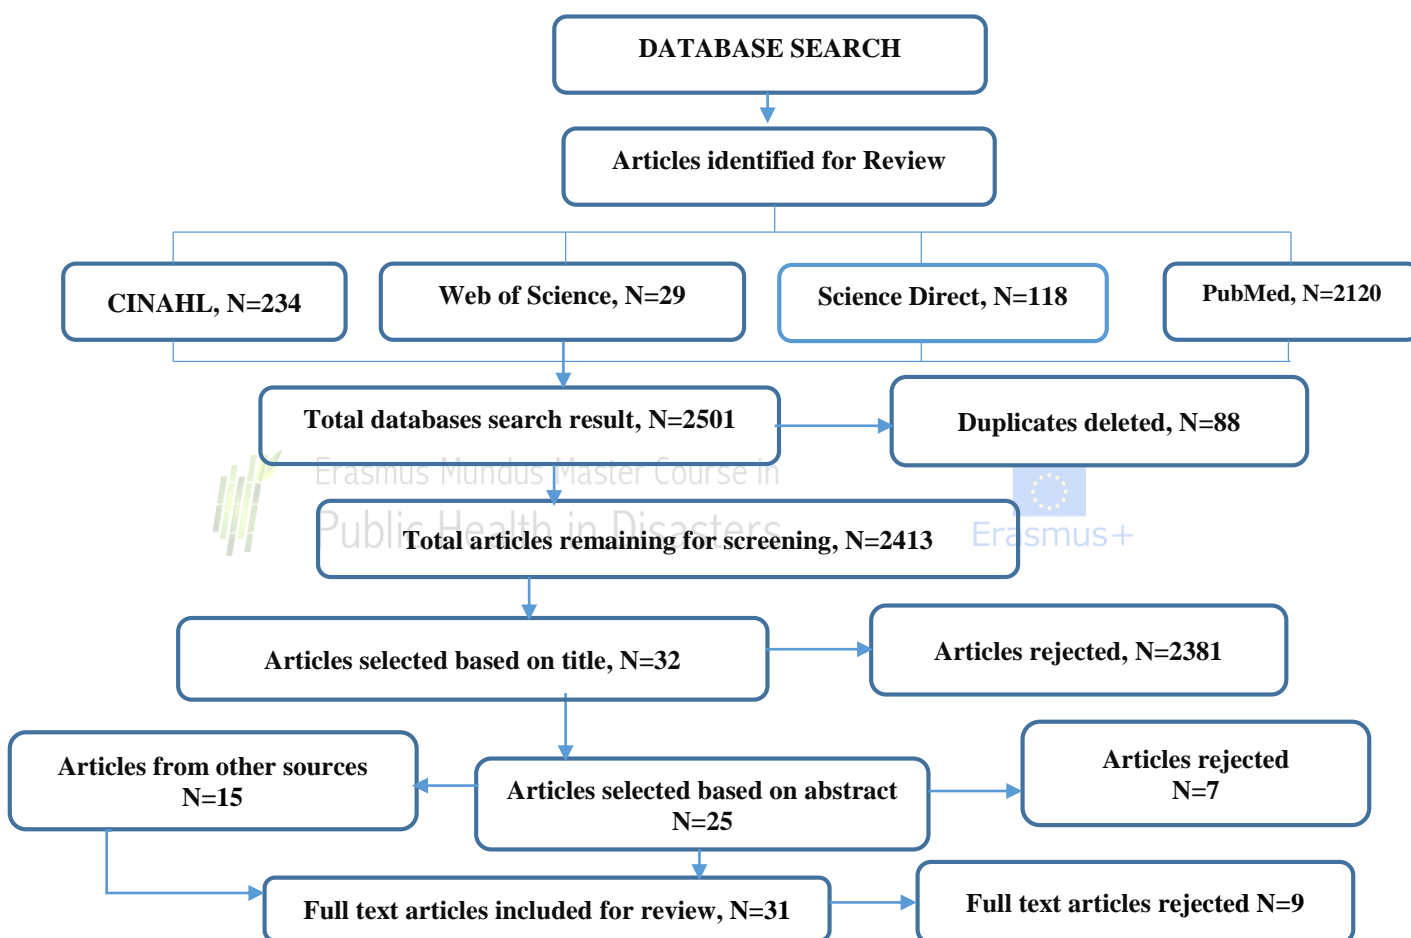 DATABASE SEARCH
Articles identified for Review
CINAHL, N=234
Web of Science, N=29
Science Direct, N=118
PubMed, N=2120
Total databases search result, N=2501
Duplicates deleted, N=88
Erasmus Mundus Master Course in
Public Health in Disasters
Erasmus+
Total articles remaining for screening, N=2413
Articles selected based on title, N=32
Articles rejected, N=2381
Articles from other sources
N=15
Articles selected based on abstract
N=25
Articles rejected
N=7
Full text articles included for review, N=31
Full text articles rejected N=9